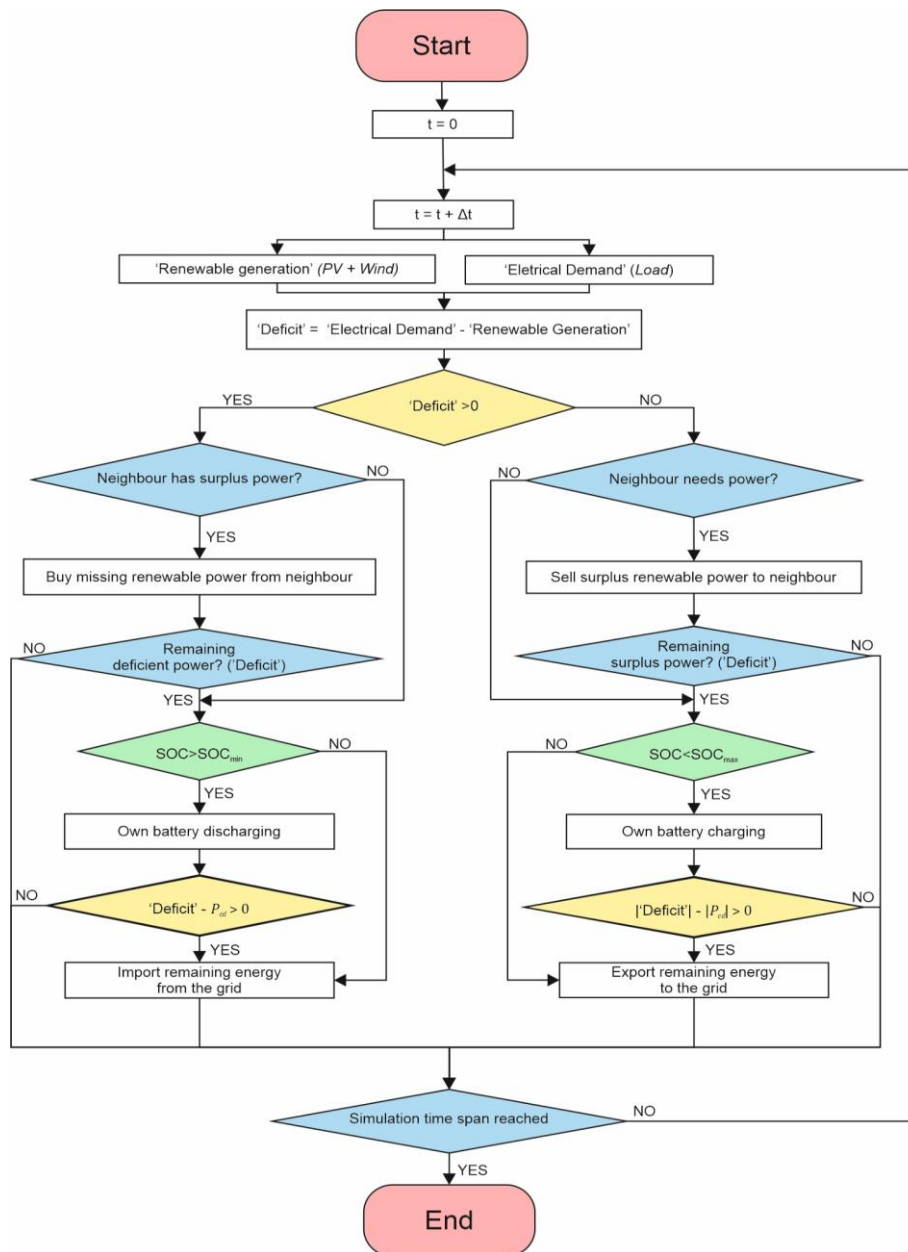 Start
t = 0
t = t + Δt
‘Renewable generation’ (PV + Wind)
‘Eletrical Demand’ (Load)
‘Deficit’ = ‘Electrical Demand’ - ‘Renewable Generation’
YES
‘Deficit’ >0
NO
Neighbour has surplus power?
NO
NO
Neighbour needs power?
YES
YES
Buy missing renewable power from neighbour
Sell surplus renewable power to neighbour
NO
Remaining
deficient power? (’Deficit’)
Remaining
surplus power? (’Deficit’)
NO
YES
YES
SOC>SOCmin
NO
NO
SOC<SOCmax
YES
YES
Own battery discharging
Own battery charging
NO
‘Deficit’ - Pcd > 0
|‘Deficit’| - |Pcd| > 0
NO
YES
YES
Import remaining energy
from the grid
Export remaining energy
to the grid
Simulation time span reached
NO
YES
End